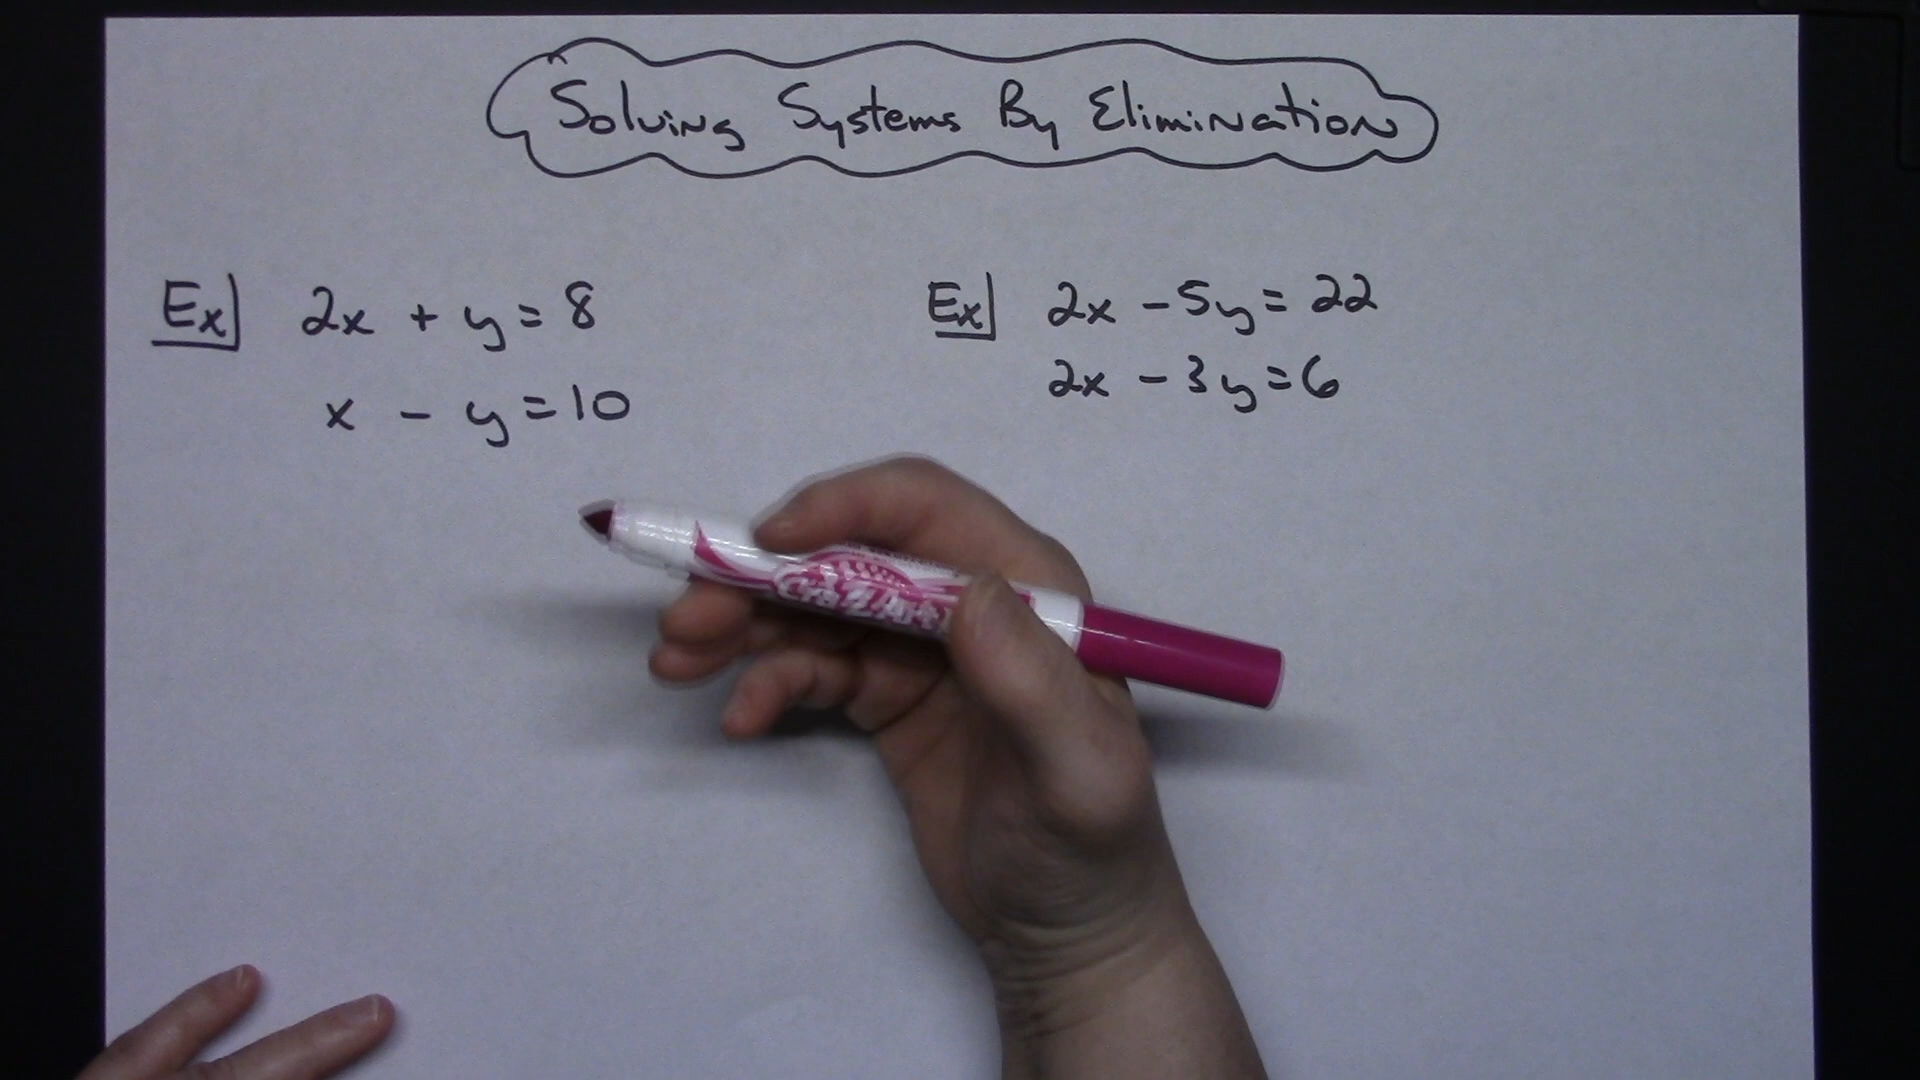 Solving Systems By Elimination
Ex 2x + y = 8
x - y = 10
Ex 2x - 5y = 22
2x - 3y = 6
Cra-Z-Art